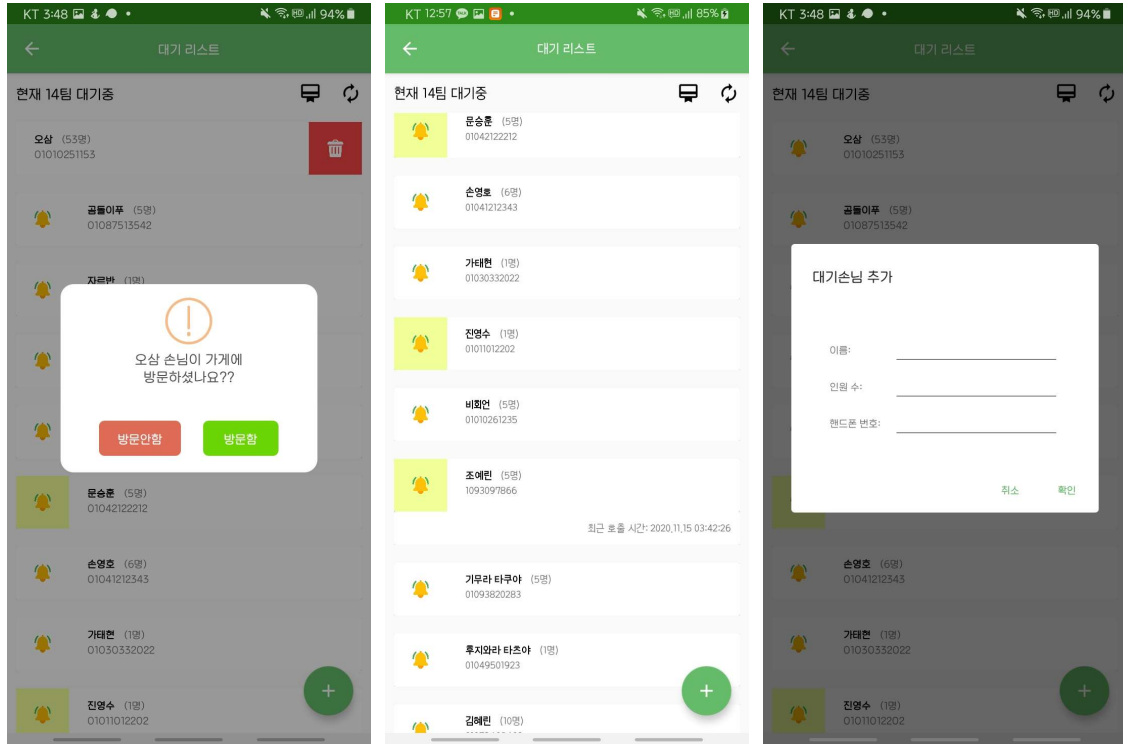 KT 3:48
94%
대기 리스트
현재 14팀 대기중
오삼 (53명)
01010251153
곰돌이푸 (5명)
01087513542
자르반 (1명)
오삼 손님이 가게에
방문하셨나요??
방문안함 방문함
문승훈 (5명)
01042122212
손영호 (6명)
01041212343
가태현 (1명)
01030332022
진영수 (1명)
01011012202
+
KT 12:57
85%
대기 리스트
현재 14팀 대기중
문승훈 (5명)
01042122212
손영호 (6명)
01041212343
가태현 (1명)
01030332022
진영수 (1명)
01011012202
비회언 (5명)
01010261235
조예린 (5명)
1093097866
최근 호출 시간: 2020.11.15 03:42:26
기무라 타쿠야 (5명)
01093820283
후지와라 타츠야 (1명)
01049501923
김혜린 (10명)
+
KT 3:48
94%
대기 리스트
현재 14팀 대기중
오삼 (53명)
01010251153
곰돌이푸 (5명)
01087513542
대기손님 추가
이름:
인원 수:
핸드폰 번호:
취소 확인
손영호 (6명)
01041212343
가태현 (1명)
01030332022
진영수 (1명)
01011012202
+